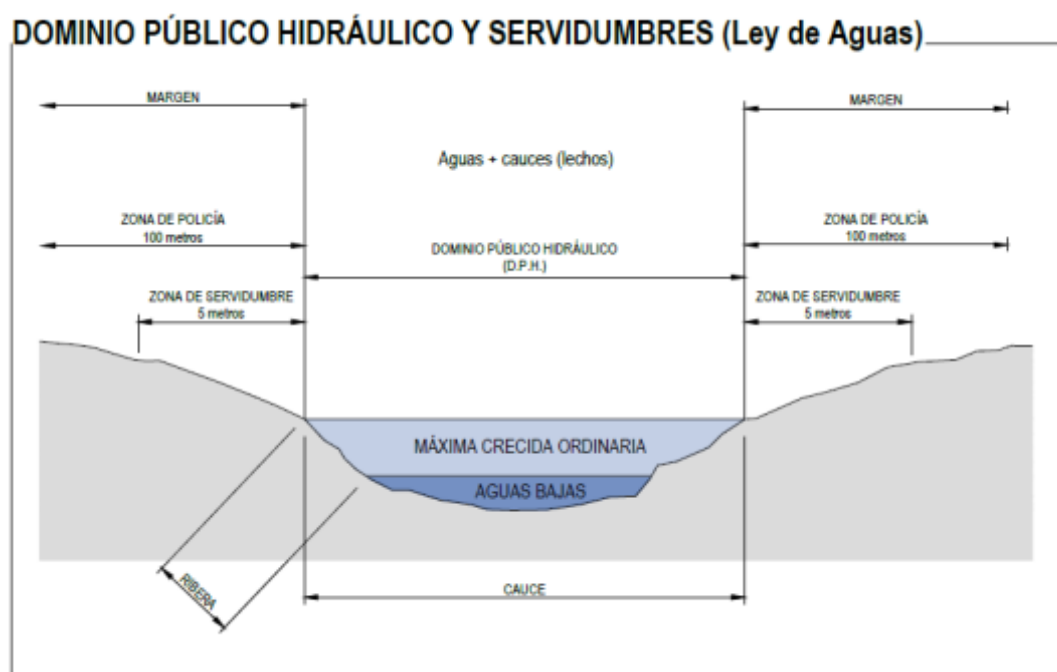 DOMINIO PÚBLICO HIDRÁULICO Y SERVIDUMBRES (Ley de Aguas)
MARGEN
MARGEN
Aguas + cauces (lechos)
ZONA DE POLICÍA
100 metros
ZONA DE POLICÍA
100 metros
DOMINIO PÚBLICO HIDRÁULICO
(D.P.H.)
ZONA DE SERVIDUMBRE
5 metros
ZONA DE SERVIDUMBRE
5 metros
MÁXIMA CRECIDA ORDINARIA
AGUAS BAJAS
RIBERA
CAUCE